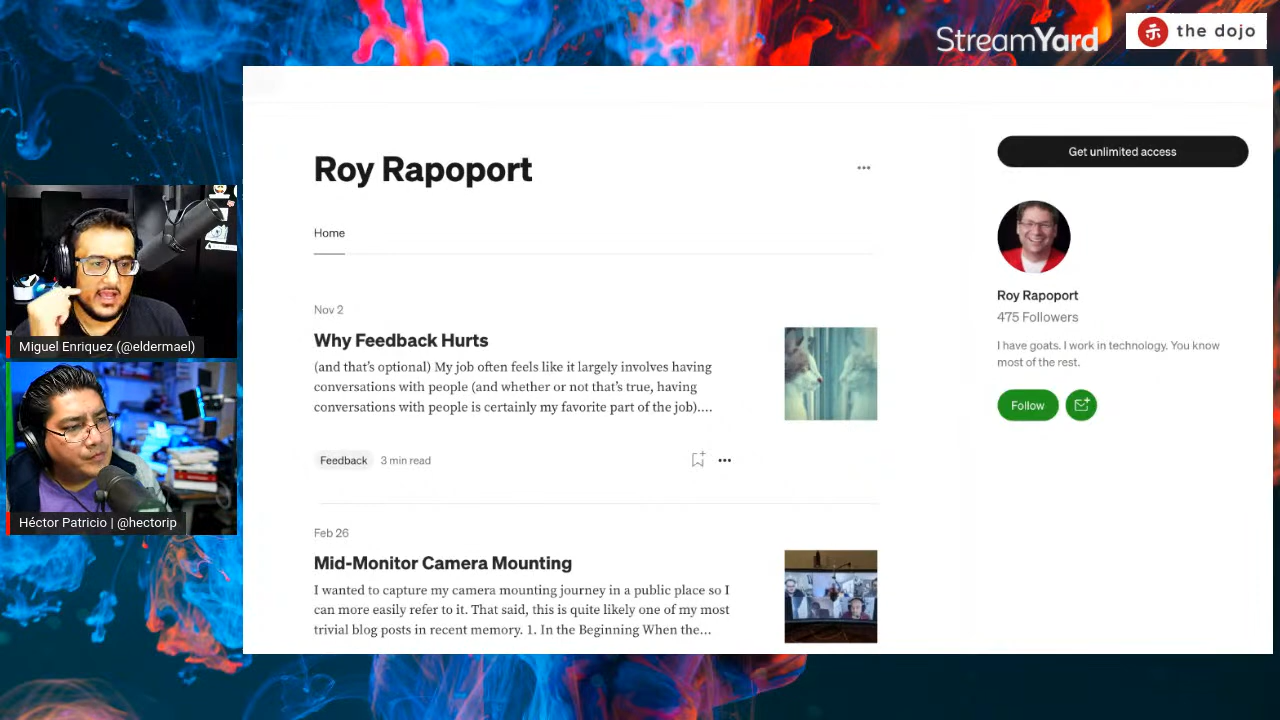 StreamYard
the dojo
Roy Rapoport
Home
Nov 2
Why Feedback Hurts
(and that's optional) My job often feels like it largely involves having
conversations with people (and whether or not that's true, having
conversations with people is certainly my favorite part of the job)....
Feedback
3 min read
Feb 26
Mid-Monitor Camera Mounting
I wanted to capture my camera mounting journey in a public place so I
can more easily refer to it. That said, this is quite likely one of my most
trivial blog posts in recent memory. 1. In the Beginning When the...
Get unlimited access
Roy Rapoport
475 Followers
I have goats. I work in technology. You know
most of the rest.
Follow
Miguel Enriquez (@eldermael)
Héctor Patricio | @hectorip